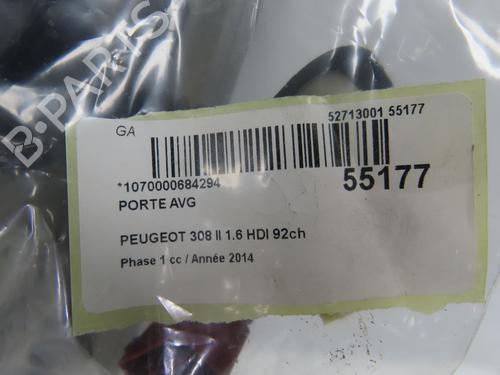 GA
52713001 55177
*1070000684294
55177
PORTE AVG
PEUGEOT 308 II 1.6 HDI 92ch
Phase 1 cc / Année 2014
B-PARTS